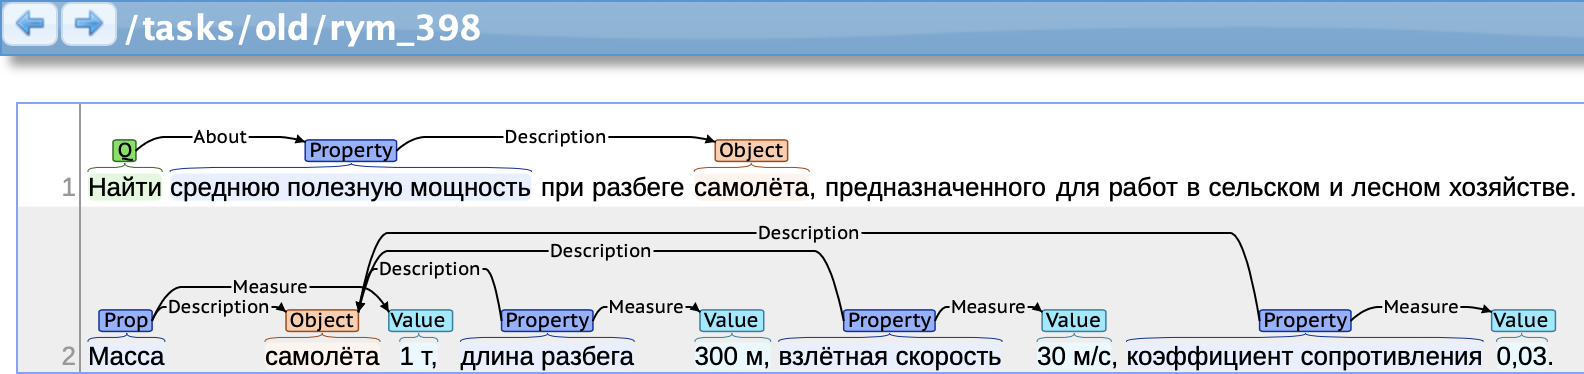 /tasks/old/rym_398
About Description
Q Property Object
1 Найти среднюю полезную мощность при разбеге самолёта, предназначенного для работ в сельском и лесном хозяйстве.
Description
Description
Description
Measure
Description Measure Measure Measure
Prop Object Value Property Value Property Value Property Value
2 Масса самолёта 1 т, длина разбега 300 м, взлётная скорость 30 м/с, коэффициент сопротивления 0,03.